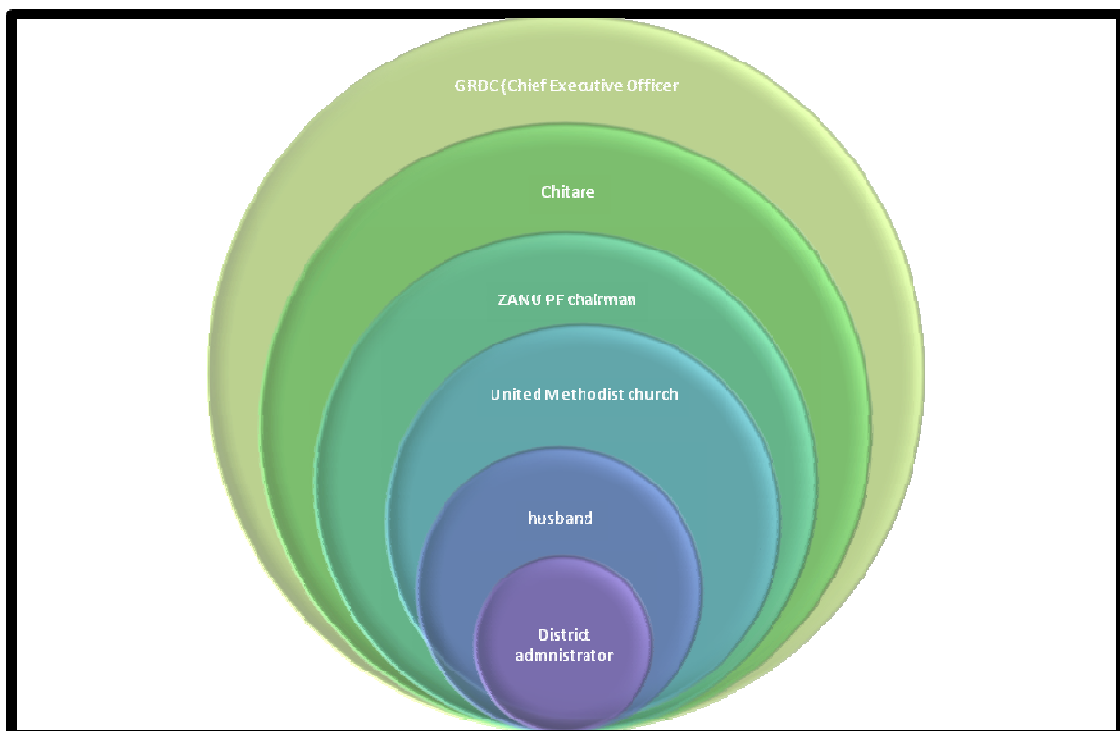 GRDC (Chief Executive Officer
Chitare
ZANU PF chairman
United Methodist church
husband
District
admnistrator